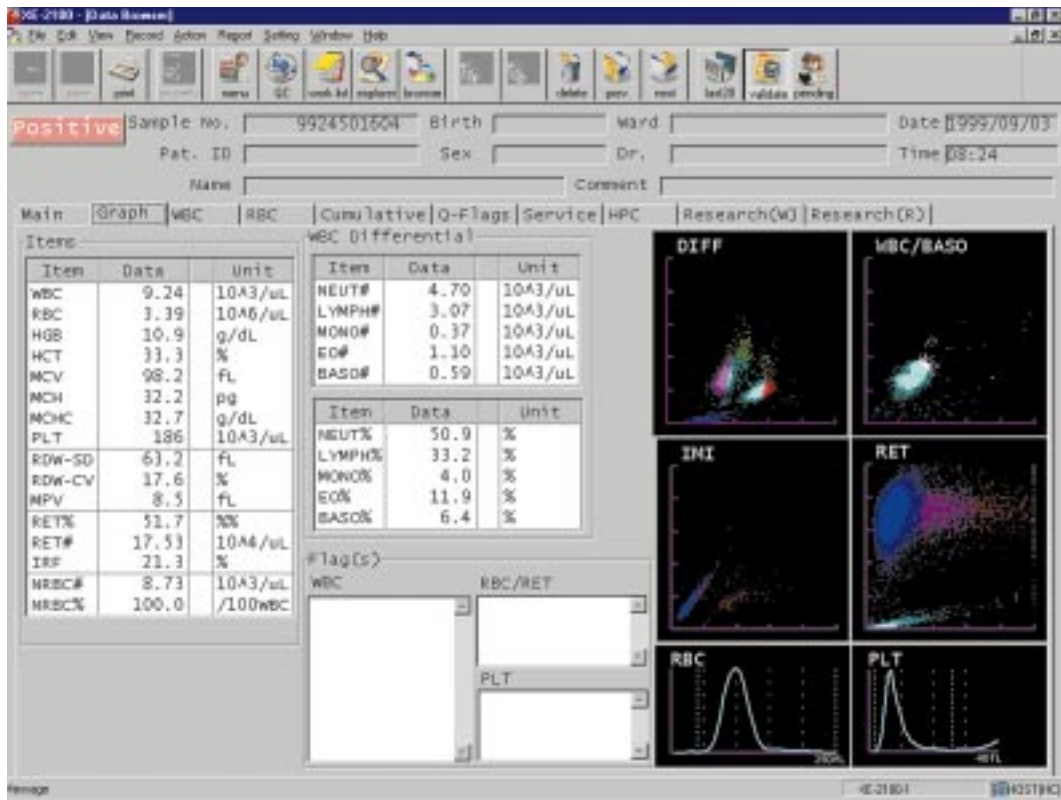 XE-2100 - [Data Browser]
File Edit View Record Action Report Setting Window Help
print menu QC work list explorer browser delete prev next last20 validate pending
Positive Sample No. 9924501604 Birth Ward Date 1999/09/03
Pat. ID Sex Dr. Time 08:24
Name Comment
Main Graph WBC RBC Cumulative Q-Flags Service HPC Research(W) Research(R)
Items
Item Data Unit
WBC 9.24 10^3/uL
RBC 3.39 10^6/uL
HGB 10.9 g/dL
HCT 33.3 %
MCV 98.2 fL
MCH 32.2 pg
MCHC 32.7 g/dL
PLT 186 10^3/uL
RDW-SD 63.2 fL
RDW-CV 17.6 %
MPV 8.5 fL
RET% 51.7 %%
RET# 17.53 10^4/uL
IRF 21.3 %
NRBC# 8.73 10^3/uL
NRBC% 100.0 /100WBC
WBC Differential
Item Data Unit
NEUT# 4.70 10^3/uL
LYMPH# 3.07 10^3/uL
MONO# 0.37 10^3/uL
EO# 1.10 10^3/uL
BASO# 0.59 10^3/uL
Item Data Unit
NEUT% 50.9 %
LYMPH% 33.2 %
MONO% 4.0 %
EO% 11.9 %
BASO% 6.4 %
Flag(s)
WBC RBC/RET
PLT
DIFF WBC/BASO
IMI RET
RBC PLT
250fL 40fL
Message XE-2100-1 HOST HC